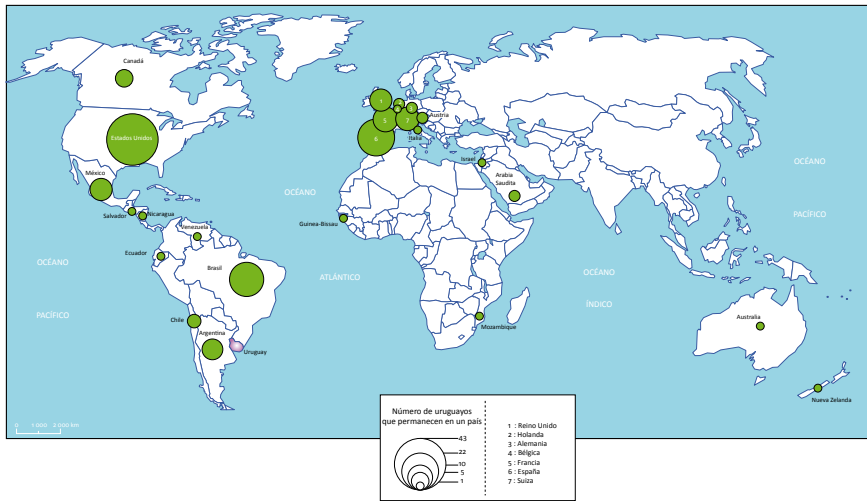 Canadá
Estados Unidos
México
Salvador
Nicaragua
Venezuela
Ecuador
Brasil
Chile
Argentina
Uruguay
OCÉANO
PACÍFICO
OCÉANO
ATLÁNTICO
1
5
7
6
Austria
Italia
Israel
Arabia
Saudita
Guinea-Bissau
Mozambique
OCÉANO
ÍNDICO
OCÉANO
PACÍFICO
Australia
Nueva Zelanda
0 1 000 2 000 km
Número de uruguayos
que permanecen en un país
43
22
10
5
1
1 : Reino Unido
2 : Holanda
3 : Alemania
4 : Bélgica
5 : Francia
6 : España
7 : Suiza